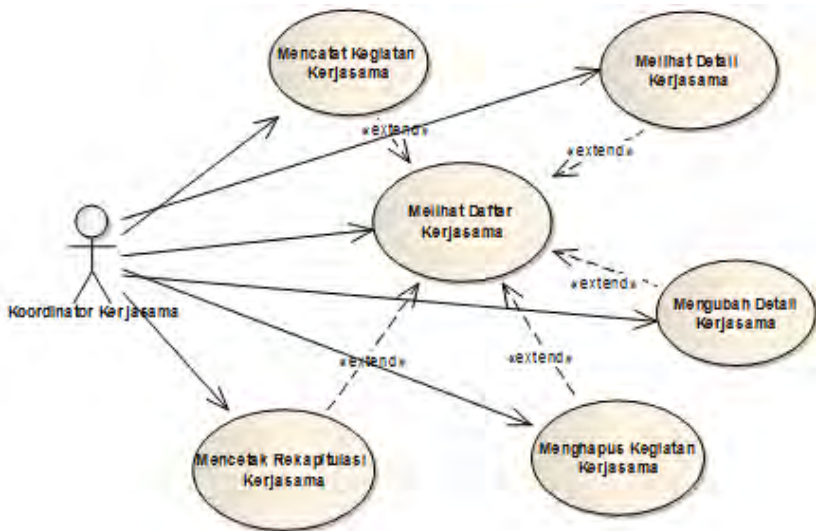 Mencatat Kegiatan
Kerjasama
Melihat Detail
Kerjasama
«extend»
«extend»
Melihat Daftar
Kerjasama
Koordinator Kerjasama
«extend»
Mengubah Detail
Kerjasama
«extend»
«extend»
Mencetak Rekapitulasi
Kerjasama
Menghapus Kegiatan
Kerjasama